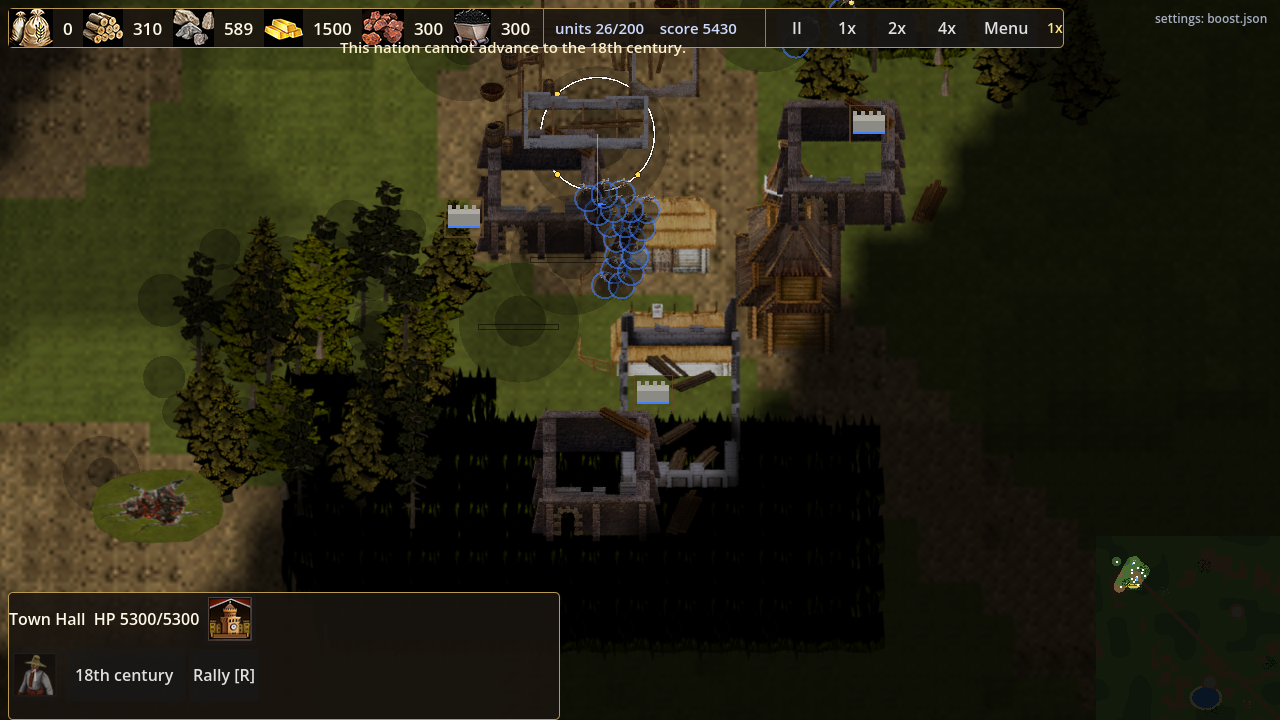 0 310 589 1500 300 300 units 26/200 score 5430 II 1x 2x 4x Menu 1x
settings: boost.json
This nation cannot advance to the 18th century.
Town Hall HP 5300/5300
18th century Rally [R]